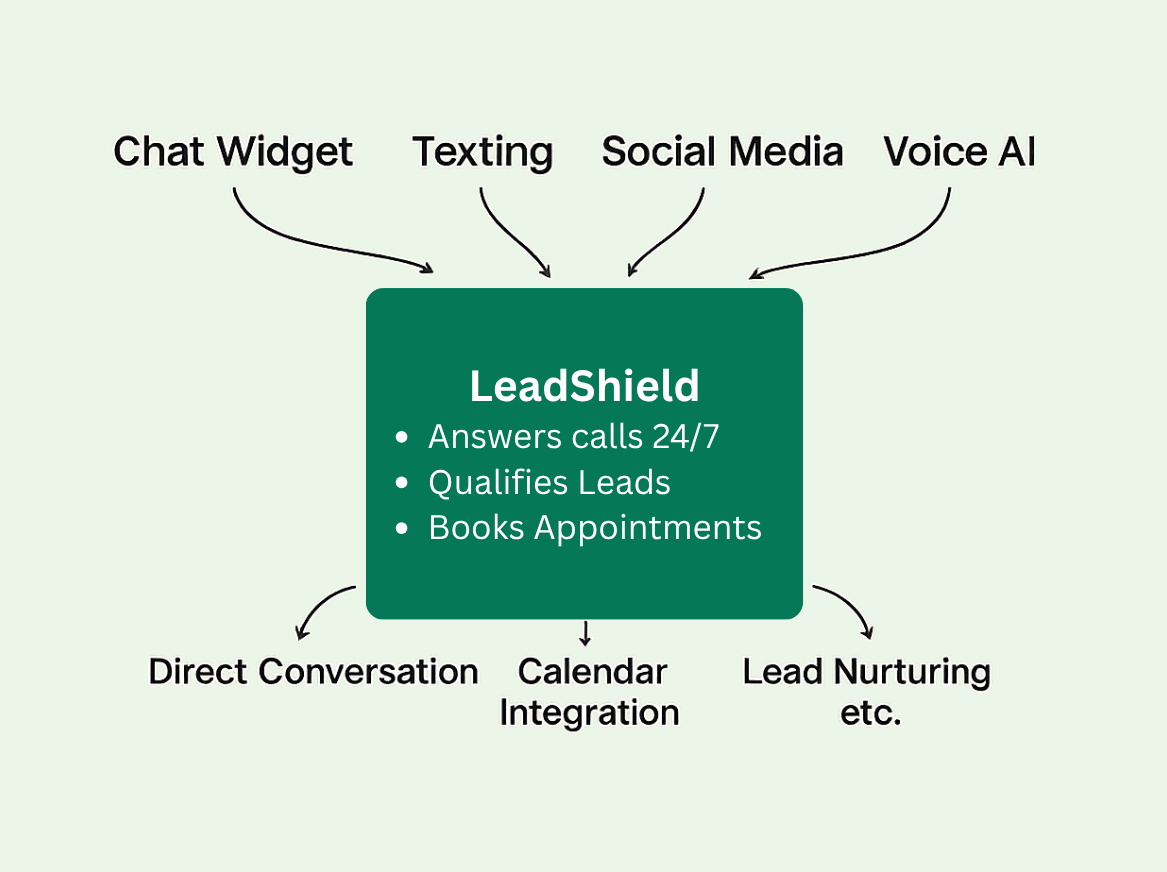 Chat Widget Texting Social Media Voice AI
LeadShield
• Answers calls 24/7
• Qualifies Leads
• Books Appointments
Direct Conversation
Calendar
Integration
Lead Nurturing
etc.